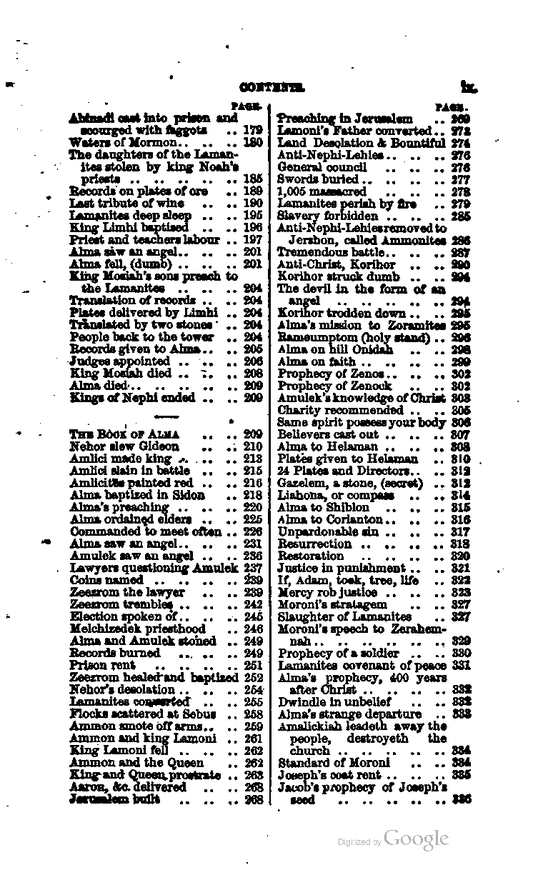 CONTENTS. ix.
PAGE.
Abinadi cast into prison and
scourged with faggots .. 179
Waters of Mormon.. .. .. 180
The daughters of the Laman-
ites stolen by king Noah's
priests .. .. .. .. 185
Records on plates of ore .. 189
Last tribute of wine .. .. 190
Lamanites deep sleep .. .. 195
King Limhi baptised .. .. 196
Priest and teachers labour .. 197
Alma saw an angel.. .. .. 201
Alma fell, (dumb) .. .. .. 201
King Mosiah's sons preach to
the Lamanites .. .. .. 204
Translation of records .. .. 204
Plates delivered by Limhi .. 204
Translated by two stones .. 204
People back to the tower .. 204
Records given to Alma.. .. 205
Judges appointed .. .. .. 206
King Mosiah died .. .. .. 208
Alma died.. .. .. .. .. 209
Kings of Nephi ended .. .. 209
THE BOOK OF ALMA .. .. 209
Nehor slew Gideon .. .. 210
Amlici made king .. .. .. 213
Amlici slain in battle .. .. 215
Amlicites painted red .. .. 216
Alma baptized in Sidon .. 218
Alma's preaching .. .. .. 220
Alma ordained elders .. .. 225
Commanded to meet often .. 226
Alma saw an angel.. .. .. 231
Amulek saw an angel .. .. 236
Lawyers questioning Amulek 237
Coins named .. .. .. .. 239
Zeezrom the lawyer .. .. 239
Zeezrom trembles .. .. .. 242
Election spoken of.. .. .. 245
Melchizedek priesthood .. 246
Alma and Amulek stoned .. 249
Records burned .. .. .. 249
Prison rent .. .. .. .. 251
Zeezrom healed and baptized 252
Nehor's desolation .. .. .. 254
Lamanites converted .. .. 255
Flocks scattered at Sebus .. 258
Ammon smote off arms.. .. 259
Ammon and king Lamoni .. 261
King Lamoni fell .. .. .. 262
Ammon and the Queen .. 262
King and Queen prostrate .. 263
Aaron, &c. delivered .. .. 268
Jerusalem built .. .. .. 268
PAGE.
Preaching in Jerusalem .. 269
Lamoni's Father converted.. 272
Land Desolation & Bountiful 274
Anti-Nephi-Lehies.. .. .. 276
General council .. .. .. 276
Swords buried .. .. .. .. 277
1,005 massacred .. .. .. 278
Lamanites perish by fire .. 279
Slavery forbidden .. .. .. 285
Anti-Nephi-Lehies removed to
Jershon, called Ammonites 286
Tremendous battle.. .. .. 287
Anti-Christ, Korihor .. .. 290
Korihor struck dumb .. .. 294
The devil in the form of an
angel .. .. .. .. .. 294
Korihor trodden down .. .. 295
Alma's mission to Zoramites 295
Rameumptom (holy stand) .. 296
Alma on hill Onidah .. .. 298
Alma on faith .. .. .. .. 299
Prophecy of Zenos.. .. .. 302
Prophecy of Zenock .. .. 302
Amulek's knowledge of Christ 303
Charity recommended .. .. 305
Same spirit possess your body 306
Believers cast out .. .. .. 307
Alma to Helaman .. .. .. 308
Plates given to Helaman .. 310
24 Plates and Directors.. .. 312
Gazelem, a stone, (secret) .. 312
Liahona, or compass .. .. 314
Alma to Shiblon .. .. .. 315
Alma to Corianton.. .. .. 316
Unpardonable sin .. .. .. 317
Resurrection .. .. .. .. 318
Restoration .. .. .. .. 320
Justice in punishment .. .. 321
If, Adam, took, tree, life .. 322
Mercy rob justice .. .. .. 323
Moroni's stratagem .. .. 327
Slaughter of Lamanites .. 327
Moroni's speech to Zerahem-
nah.. .. .. .. .. .. 329
Prophecy of a soldier .. .. 330
Lamanites covenant of peace 331
Alma's prophecy, 400 years
after Christ .. .. .. .. 332
Dwindle in unbelief .. .. 332
Alma's strange departure .. 333
Amalickiah leadeth away the
people, destroyeth the
church .. .. .. .. .. 334
Standard of Moroni .. .. 334
Joseph's coat rent .. .. .. 335
Jacob's prophecy of Joseph's
seed .. .. .. .. .. 336
Digitized by Google